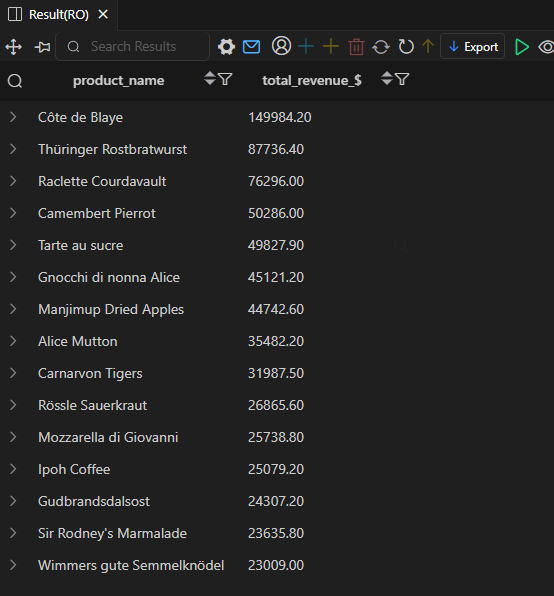 Result(RO)
Search Results
Export
product_name total_revenue_$
Côte de Blaye 149984.20
Thüringer Rostbratwurst 87736.40
Raclette Courdavault 76296.00
Camembert Pierrot 50286.00
Tarte au sucre 49827.90
Gnocchi di nonna Alice 45121.20
Manjimup Dried Apples 44742.60
Alice Mutton 35482.20
Carnarvon Tigers 31987.50
Rössle Sauerkraut 26865.60
Mozzarella di Giovanni 25738.80
Ipoh Coffee 25079.20
Gudbrandsdalsost 24307.20
Sir Rodney's Marmalade 23635.80
Wimmers gute Semmelknödel 23009.00